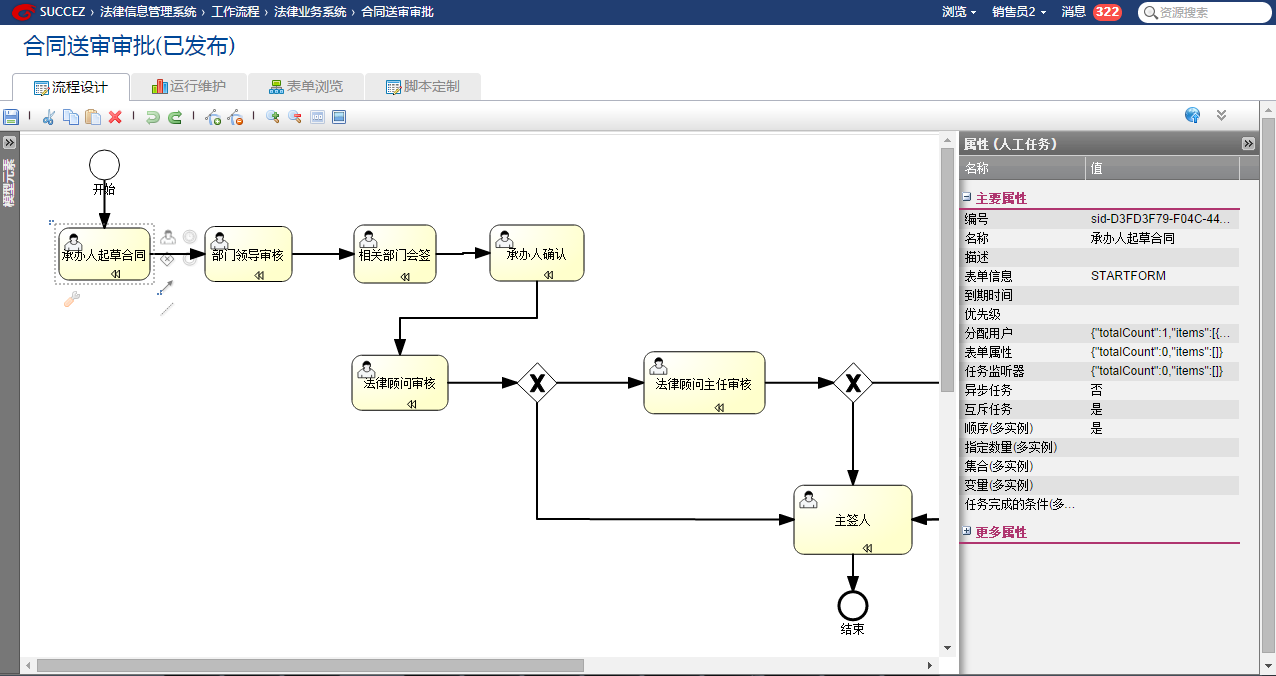 SUCCEZ › 法律信息管理系统 › 工作流程 › 法律业务系统 › 合同送审审批 浏览 销售员2 消息 322 资源搜索
合同送审审批(已发布)
流程设计 运行维护 表单浏览 脚本定制
模型元素
开始
承办人起草合同
部门领导审核
相关部门会签
承办人确认
法律顾问审核
X
法律顾问主任审核
X
主签人
结束
属性 (人工任务)
名称 值
主要属性
编号 sid-D3FD3F79-F04C-44...
名称 承办人起草合同
描述
表单信息 STARTFORM
到期时间
优先级
分配用户 {"totalCount":1,"items":[{...
表单属性 {"totalCount":0,"items":[]}
任务监听器 {"totalCount":0,"items":[]}
异步任务 否
互斥任务 是
顺序(多实例) 是
指定数量(多实例)
集合(多实例)
变量(多实例)
任务完成的条件(多...
更多属性